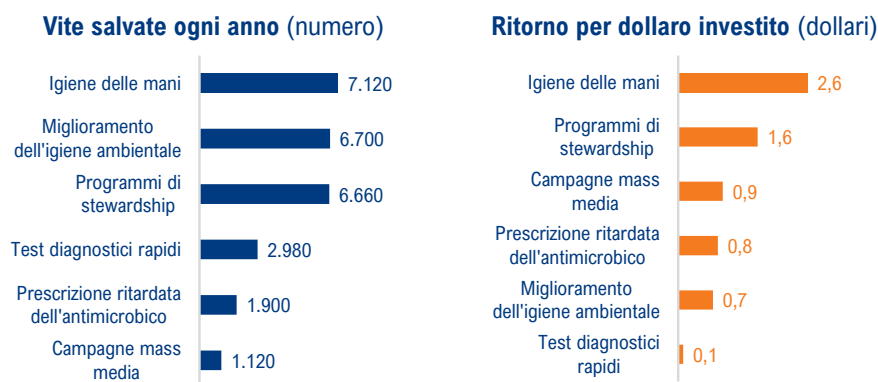 Vite salvate ogni anno (numero)
Igiene delle mani
7.120
Miglioramento
dell'igiene ambientale
6.700
Programmi di
stewardship
6.660
Test diagnostici rapidi
2.980
Prescrizione ritardata
dell'antimicrobico
1.900
Campagne mass
media
1.120
Ritorno per dollaro investito (dollari)
Igiene delle mani
2,6
Programmi di
stewardship
1,6
Campagne mass
media
0,9
Prescrizione ritardata
dell'antimicrobico
0,8
Miglioramento
dell'igiene ambientale
0,7
Test diagnostici
rapidi
0,1